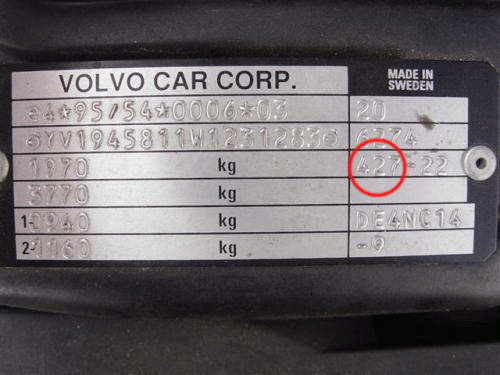 VOLVO CAR CORP.
MADE IN SWEDEN
e4*95/54*0006*03 20
YV1945811W1231283 6274
1970 kg 427-22
3770 kg
1- 0940 kg DE4NC14
2- 1160 kg -9